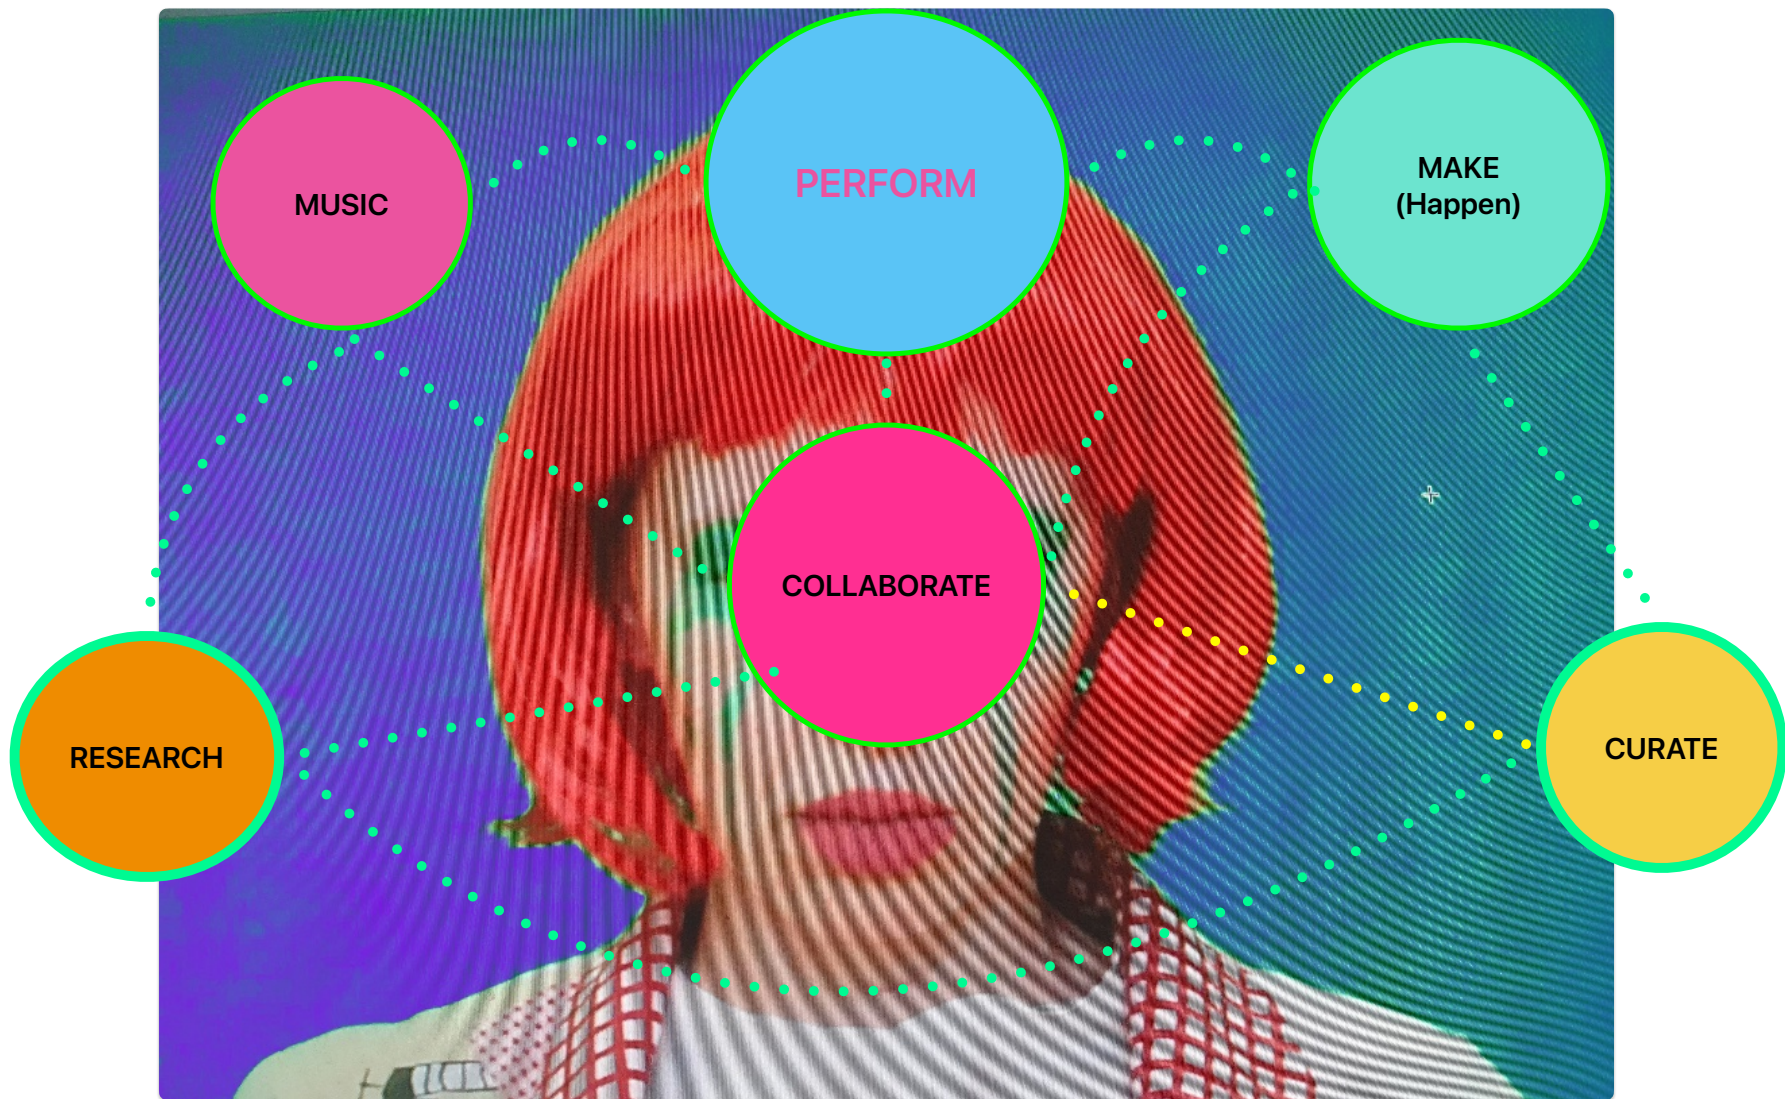 MUSIC
PERFORM
MAKE
(Happen)
COLLABORATE
RESEARCH
CURATE